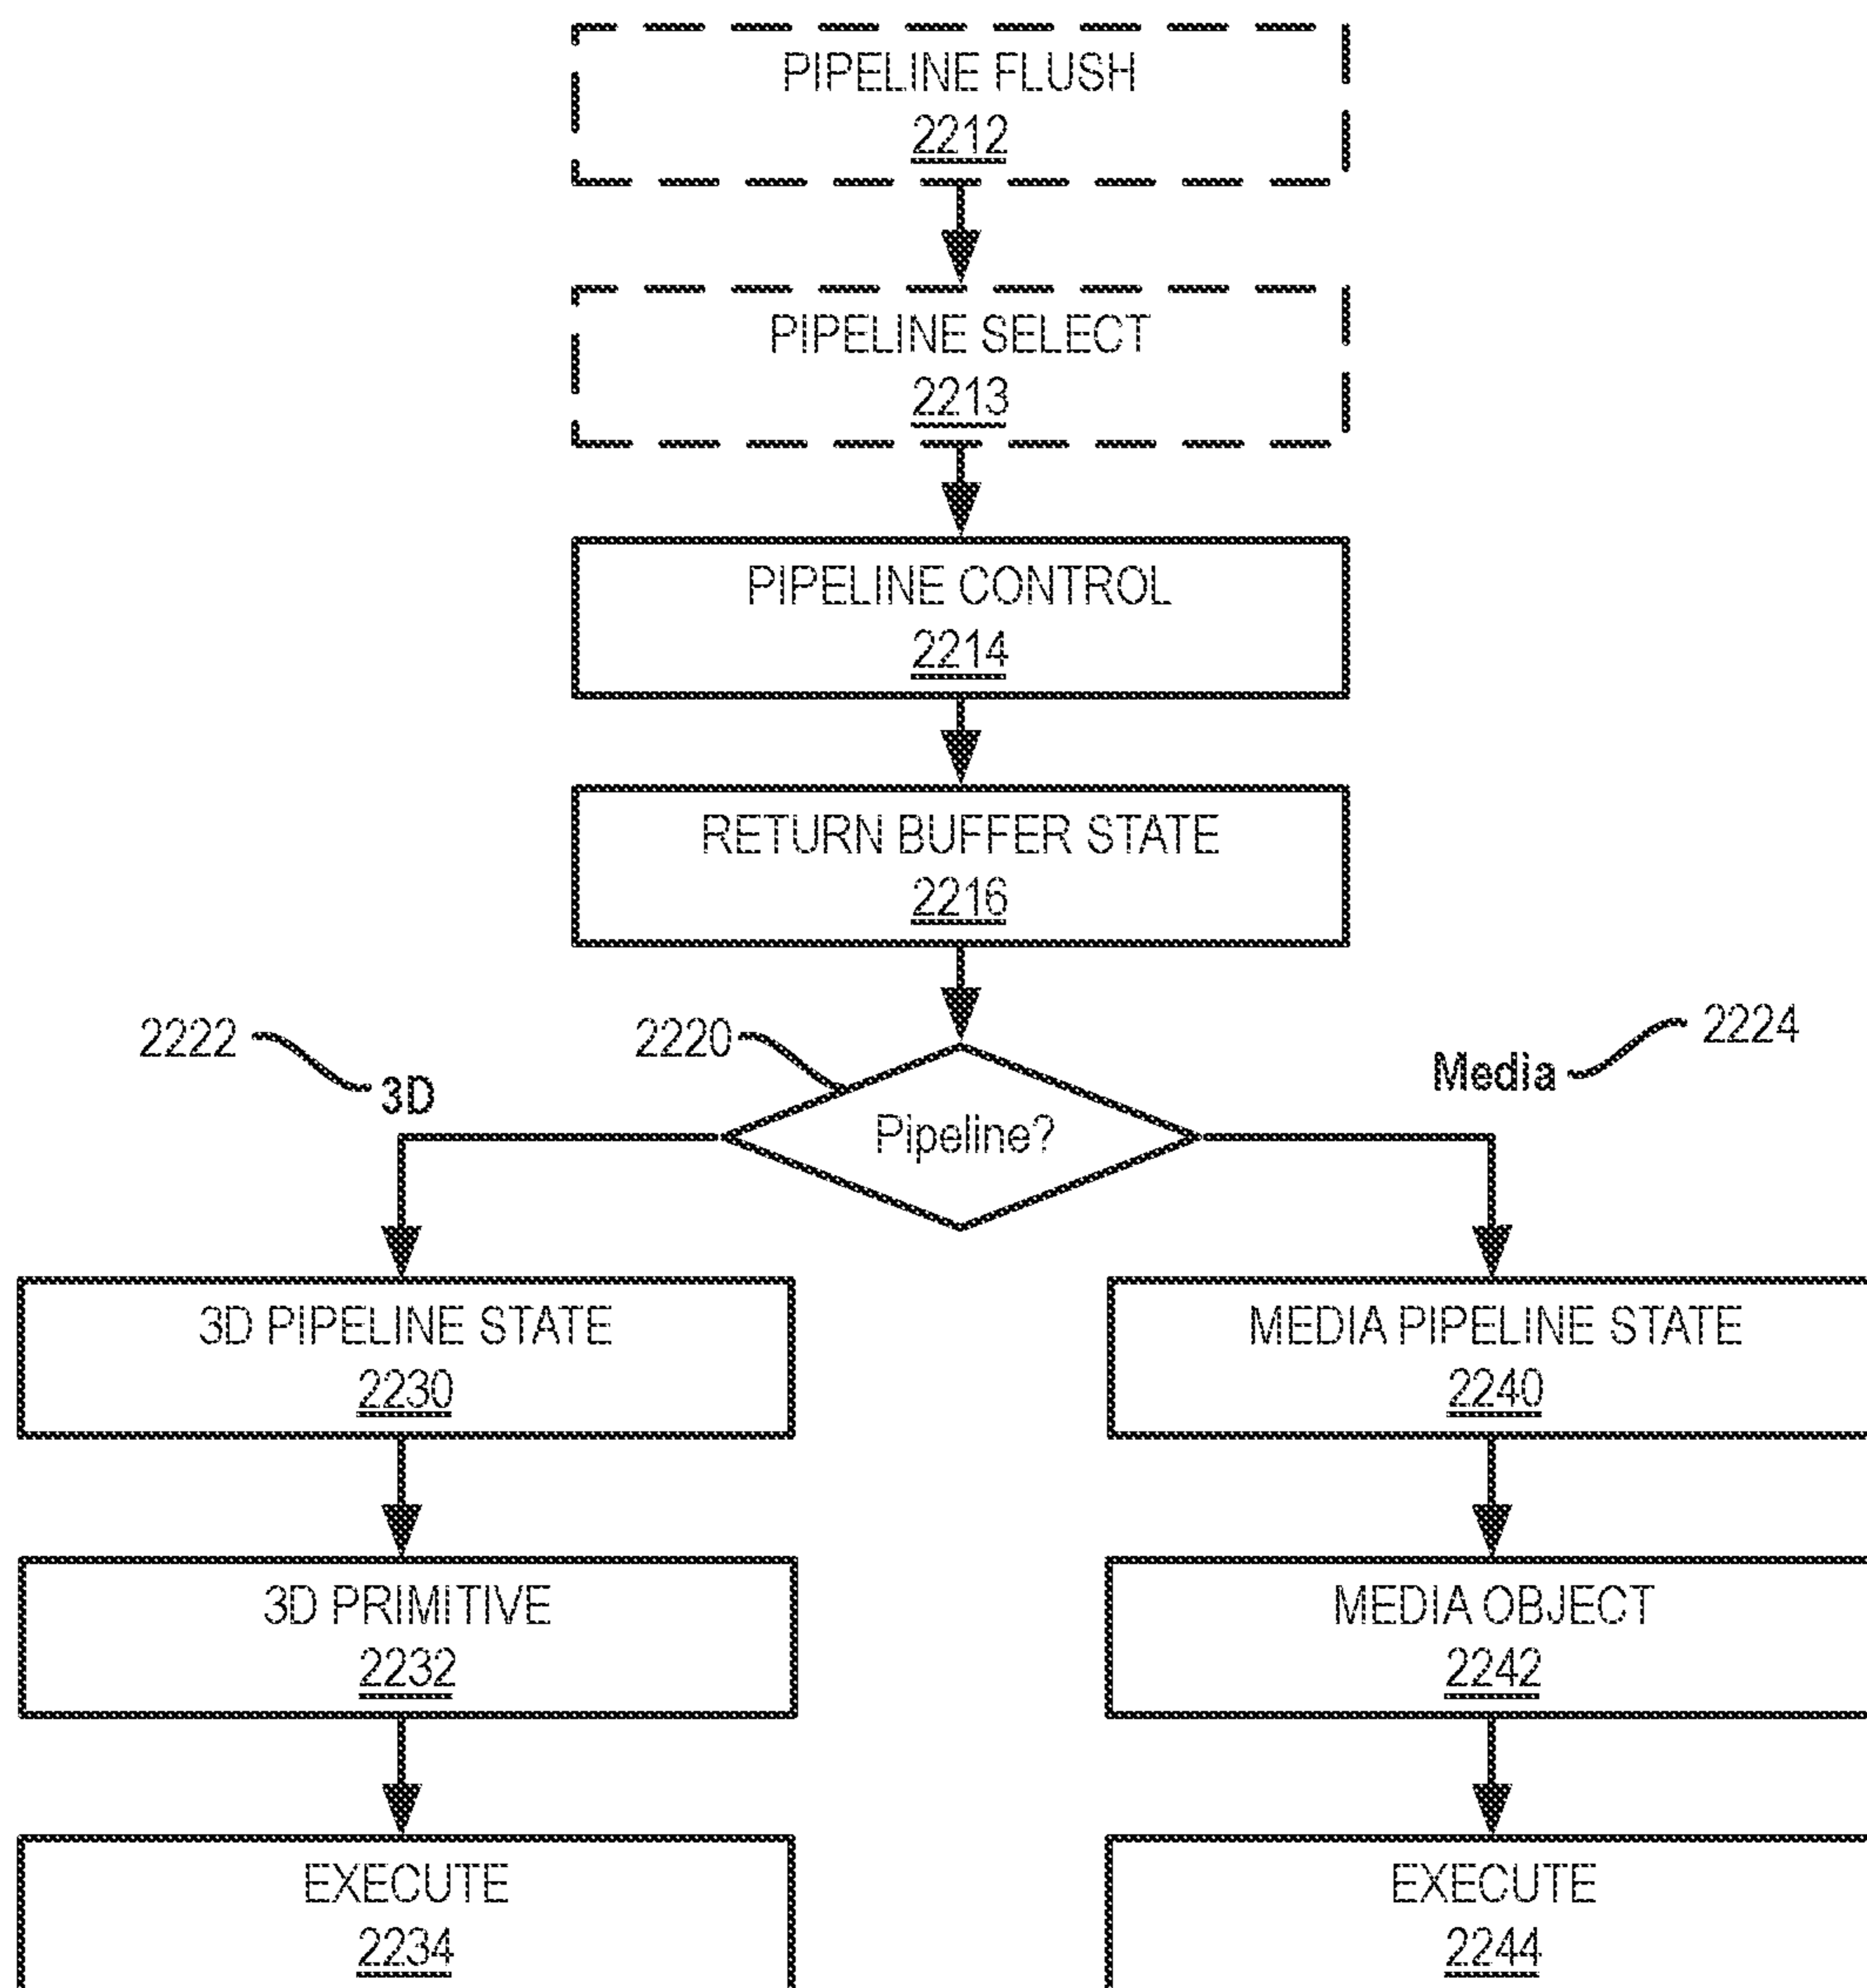 PIPELINE FLUSH
2212
PIPELINE SELECT
2213
PIPELINE CONTROL
2214
RETURN BUFFER STATE
2216
2222
2220
2224
3D
Media
Pipeline?
3D PIPELINE STATE
2230
MEDIA PIPELINE STATE
2240
3D PRIMITIVE
2232
MEDIA OBJECT
2242
EXECUTE
2234
EXECUTE
2244